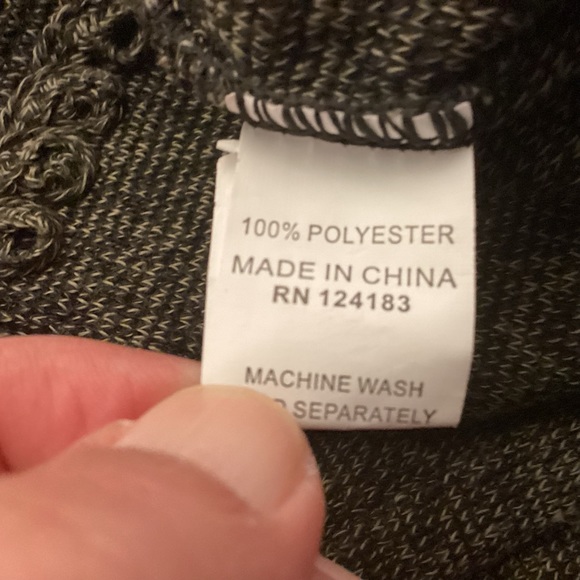 100% POLYESTER
MADE IN CHINA
RN 124183
MACHINE WASH
SEPARATELY